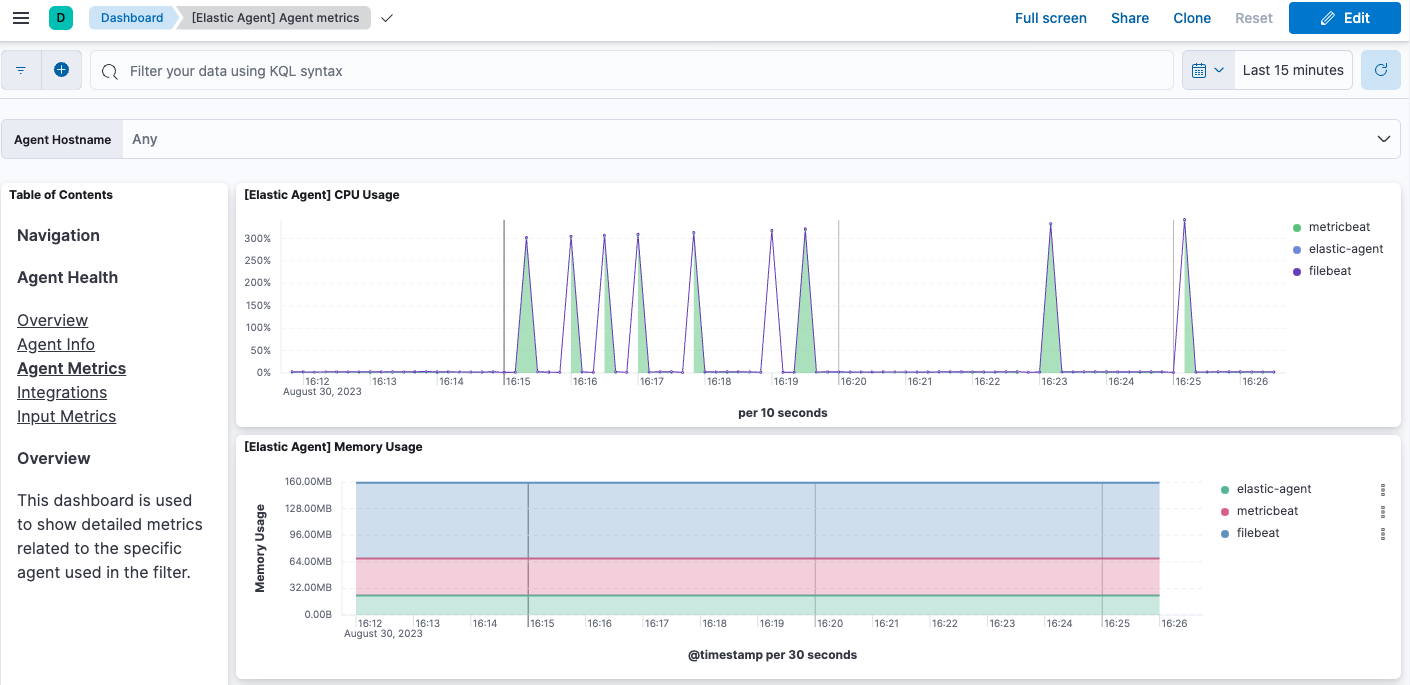 D
Dashboard
[Elastic Agent] Agent metrics
Full screen
Share
Clone
Reset
Edit
Filter your data using KQL syntax
Last 15 minutes
Agent Hostname
Any
Table of Contents
Navigation
Agent Health
Overview
Agent Info
Agent Metrics
Integrations
Input Metrics
Overview
This dashboard is used
to show detailed metrics
related to the specific
agent used in the filter.
[Elastic Agent] CPU Usage
300%
250%
200%
150%
100%
50%
0%
16:12 16:13 16:14 16:15 16:16 16:17 16:18 16:19 16:20 16:21 16:22 16:23 16:24 16:25 16:26
August 30, 2023
per 10 seconds
metricbeat
elastic-agent
filebeat
[Elastic Agent] Memory Usage
Memory Usage
160.00MB
128.00MB
96.00MB
64.00MB
32.00MB
0.00B
16:12 16:13 16:14 16:15 16:16 16:17 16:18 16:19 16:20 16:21 16:22 16:23 16:24 16:25 16:26
August 30, 2023
@timestamp per 30 seconds
elastic-agent
metricbeat
filebeat